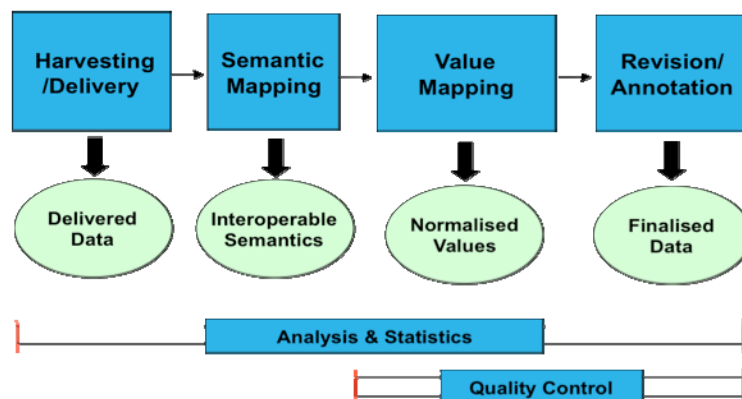 Harvesting
/Delivery
Semantic
Mapping
Value
Mapping
Revision/
Annotation
Delivered
Data
Interoperable
Semantics
Normalised
Values
Finalised
Data
Analysis & Statistics
Quality Control